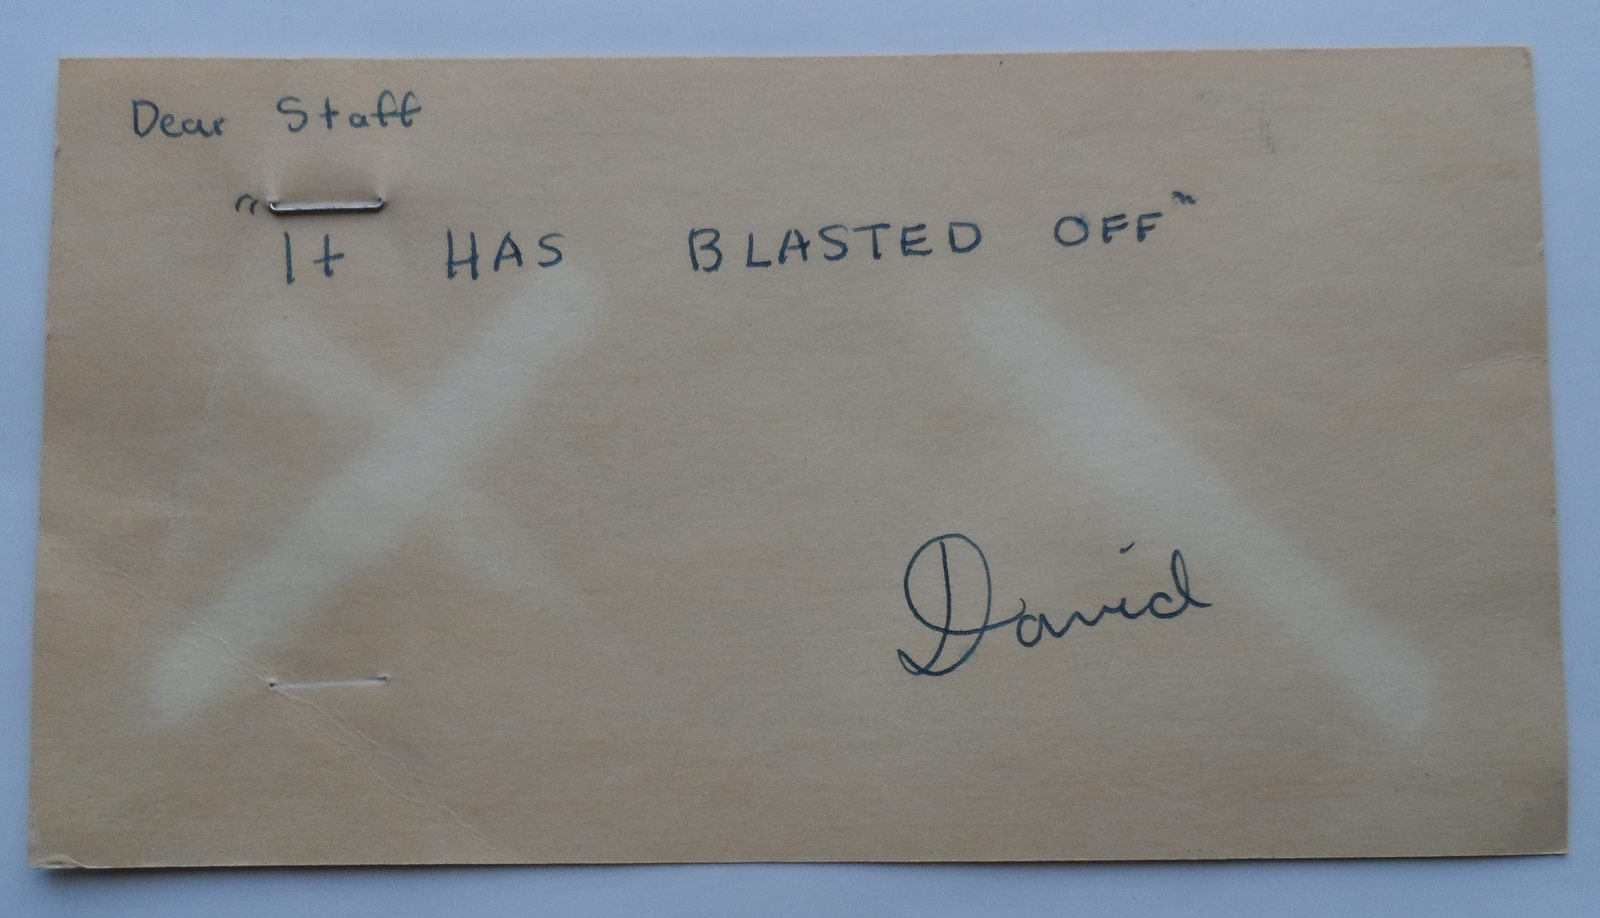 Dear Staff
"It HAS BLASTED OFF"
David